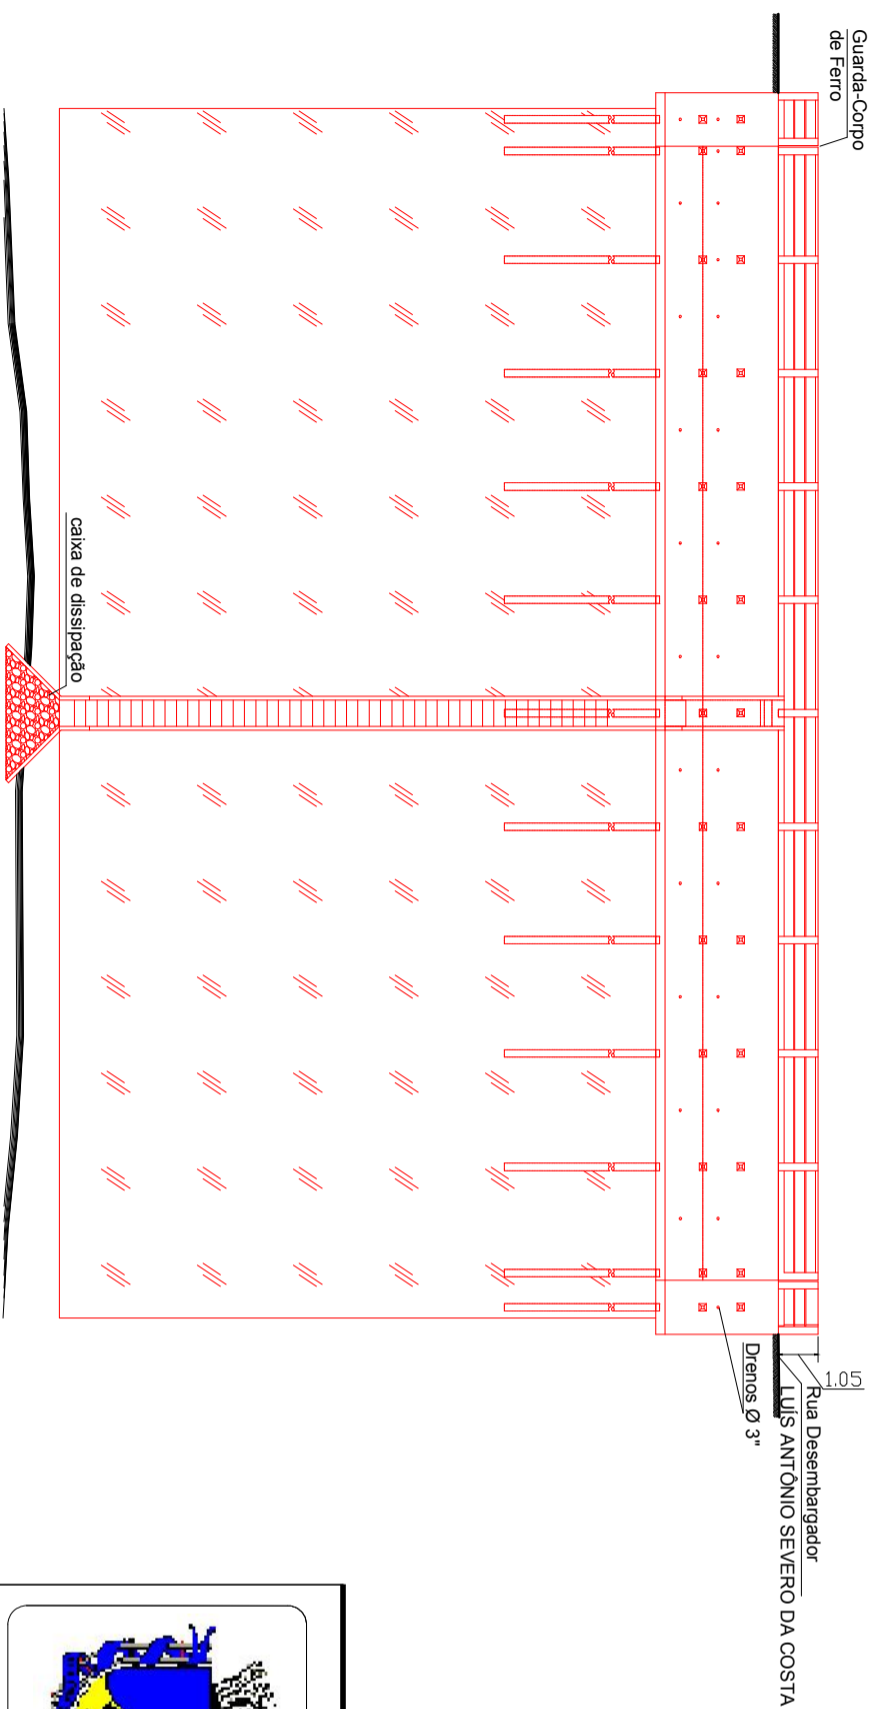 Guarda-Corpo
de Ferro
caixa de dissipação
1.05
Rua Desembargador
LUÍS ANTÔNIO SEVERO DA COSTA
Drenos Ø 3"